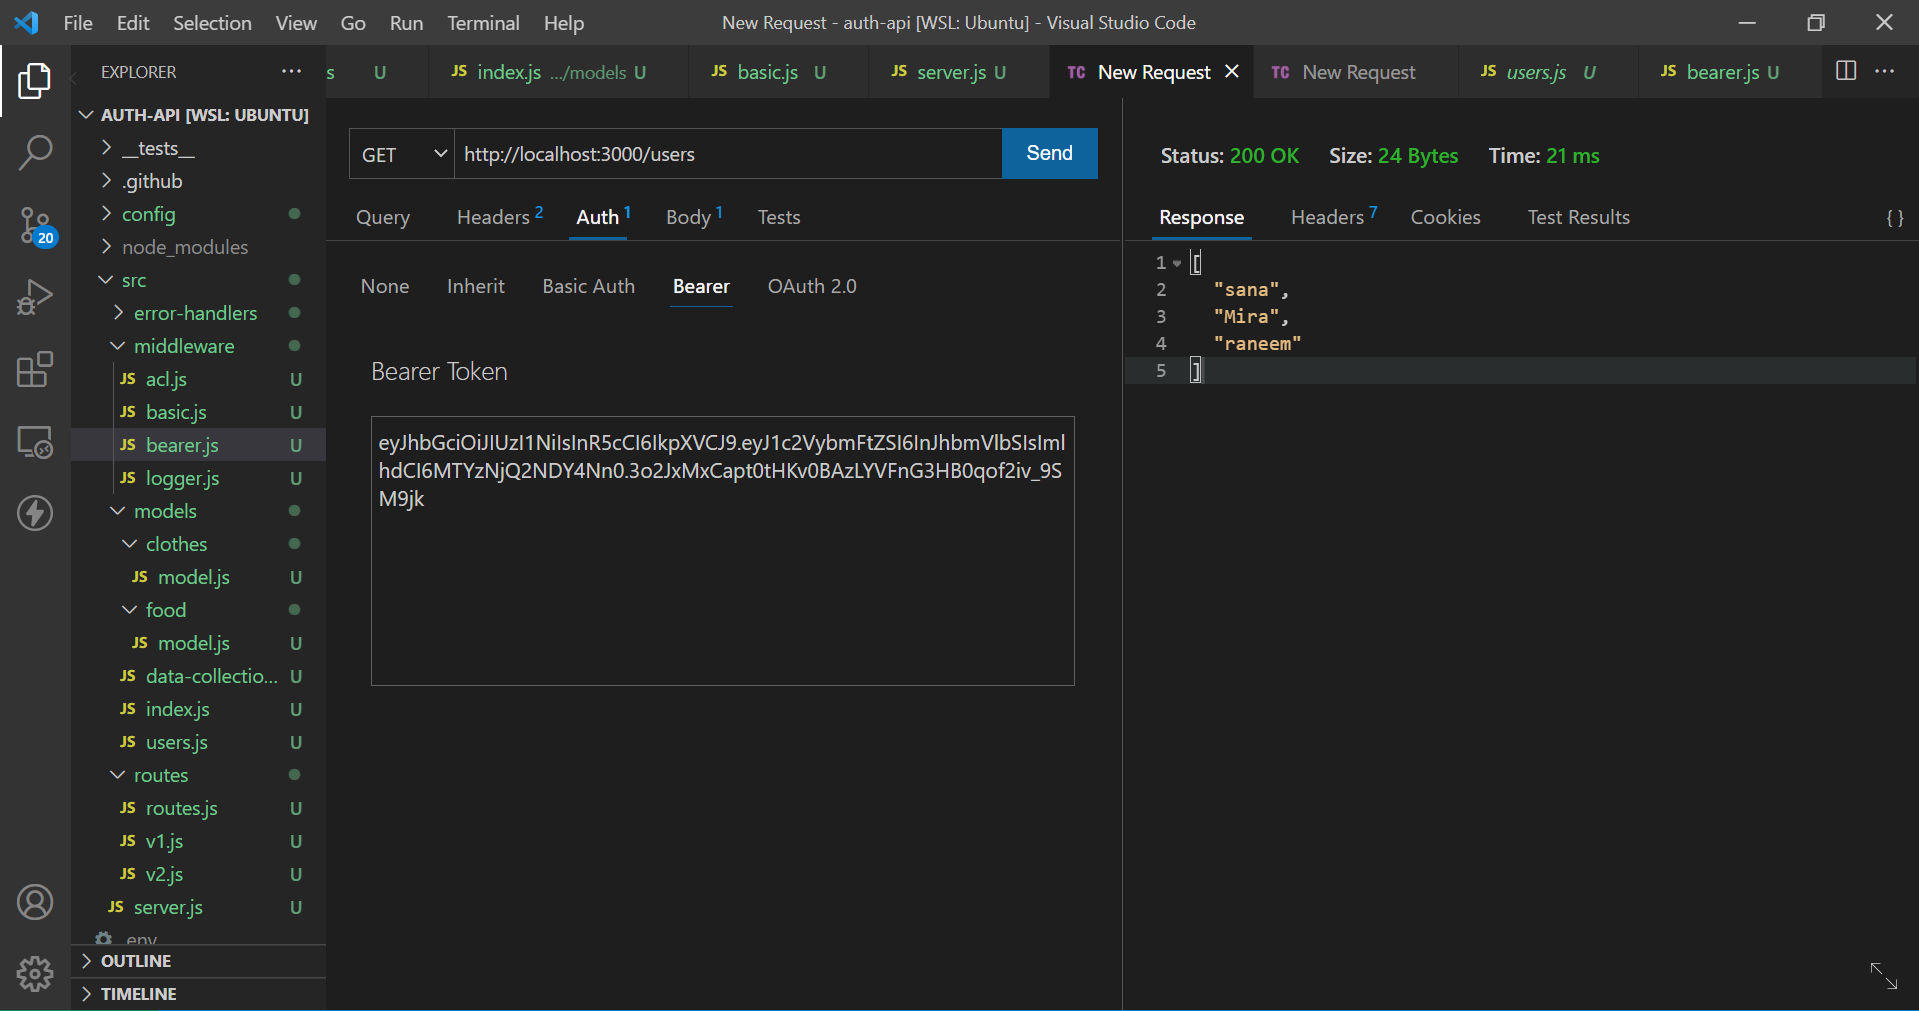 File Edit Selection View Go Run Terminal Help
New Request - auth-api [WSL: Ubuntu] - Visual Studio Code
EXPLORER ···
s U
JS index.js .../models U
JS basic.js U
JS server.js U
TC New Request
TC New Request
JS users.js U
JS bearer.js U
AUTH-API [WSL: UBUNTU]
__tests__
.github
config
node_modules
src
error-handlers
middleware
JS acl.js U
JS basic.js U
JS bearer.js U
JS logger.js U
models
clothes
JS model.js U
food
JS model.js U
JS data-collectio... U
JS index.js U
JS users.js U
routes
JS routes.js U
JS v1.js U
JS v2.js U
JS server.js U
.env
OUTLINE
TIMELINE
20
GET http://localhost:3000/users Send
Query Headers 2 Auth 1 Body 1 Tests
None Inherit Basic Auth Bearer OAuth 2.0
Bearer Token
eyJhbGciOiJIUzI1NiIsInR5cCI6IkpXVCJ9.eyJ1c2VybmFtZSI6InJhbmVlbSIsIml
hdCI6MTYzNjQ2NDY4Nn0.3o2JxMxCapt0tHKv0BAzLYVFnG3HB0qof2iv_9S
M9jk
Status: 200 OK Size: 24 Bytes Time: 21 ms
Response Headers 7 Cookies Test Results { }
1 [
2 "sana",
3 "Mira",
4 "raneem"
5 ]